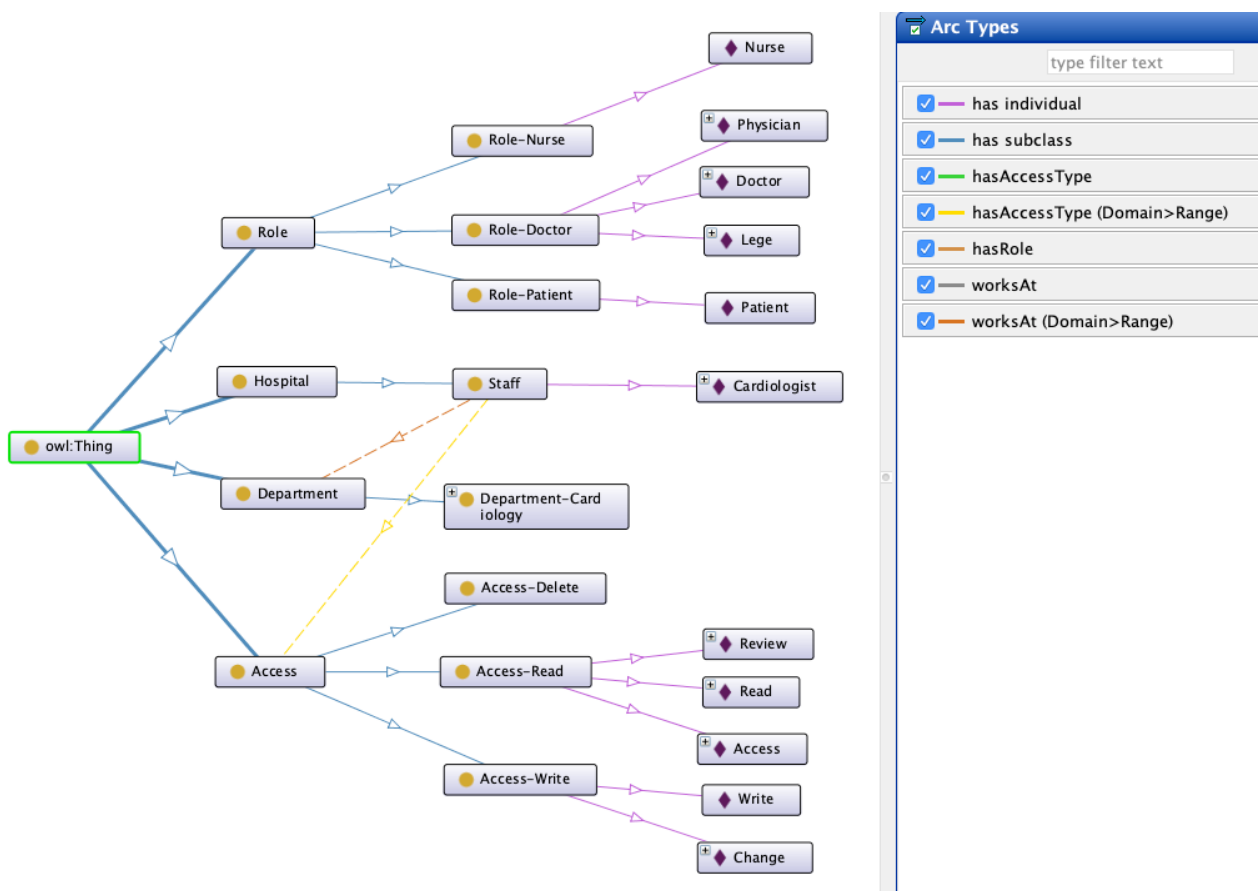 Nurse
Physician
Role-Nurse
Doctor
Role
Role-Doctor
Lege
Role-Patient
Patient
Hospital
Staff
Cardiologist
owl:Thing
Department
Department-Card
iology
Access-Delete
Review
Access
Access-Read
Read
Access
Access-Write
Write
Change
Arc Types
type filter text
has individual
has subclass
hasAccessType
hasAccessType (Domain>Range)
hasRole
worksAt
worksAt (Domain>Range)